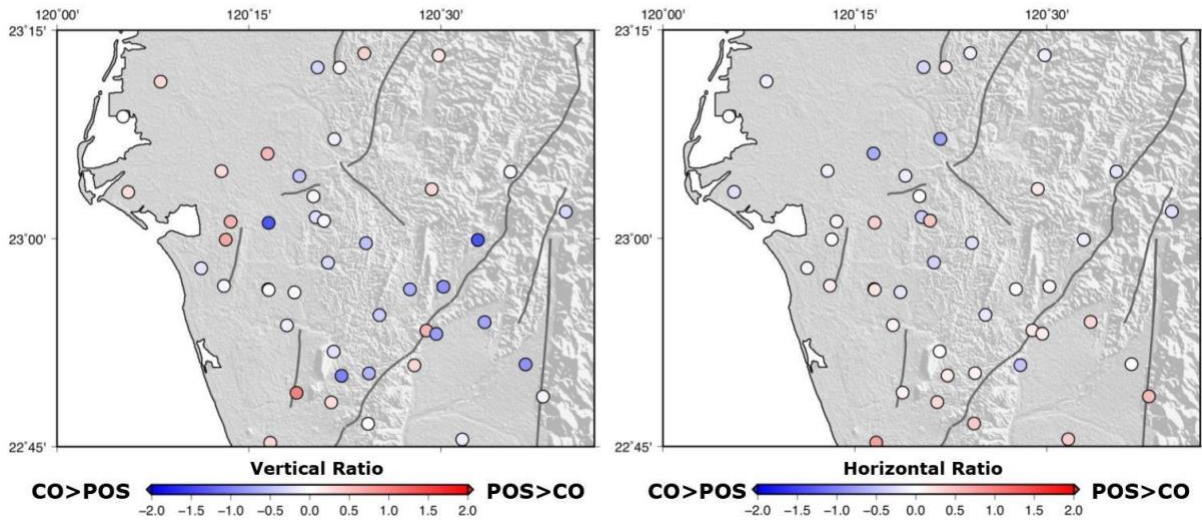 120°00' 120°15' 120°30' 120°00' 120°15' 120°30'
23°15' 23°15'
23°00' 23°00'
22°45' 22°45'
Vertical Ratio Horizontal Ratio
CO>POS POS>CO CO>POS POS>CO
−2.0 −1.5 −1.0 −0.5 0.0 0.5 1.0 1.5 2.0 −2.0 −1.5 −1.0 −0.5 0.0 0.5 1.0 1.5 2.0